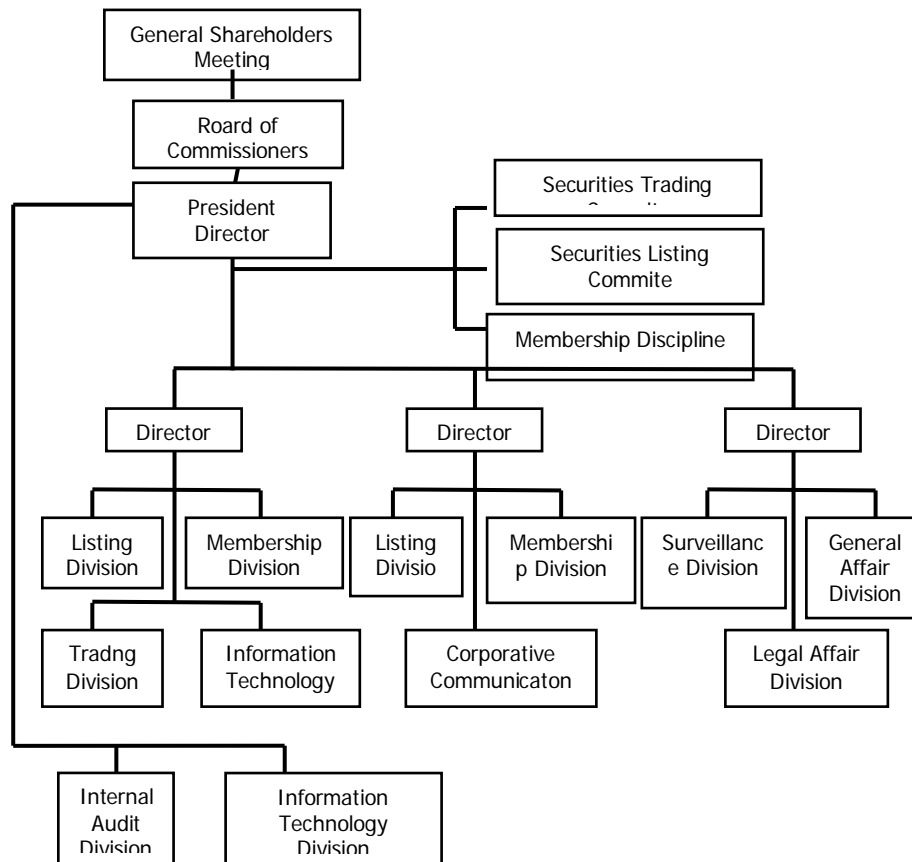 General Shareholders
Meeting
Roard of
Commissioners
President
Director
Securities Trading
Securities Listing
Commite
Membership Discipline
Director
Director
Director
Listing
Division
Membership
Division
Listing
Divisio
Membershi
p Division
Surveillanc
e Division
General
Affair
Division
Tradng
Division
Information
Technology
Corporative
Communicaton
Legal Affair
Division
Internal
Audit
Division
Information
Technology
Division